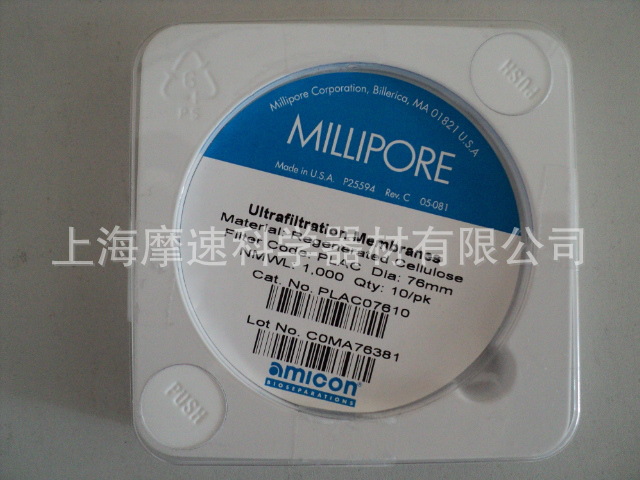 PUSH
Millipore Corporation, Billerica, MA 01821 U.S.A
MILLIPORE
Made in U.S.A. P25594 Rev. C 05-081
Ultrafiltration Membranes
Material: Regenerated Cellulose
上海摩速科学器材有限公司
Filter Code: PLAC Dia: 76mm
NMWL: 1,000 Qty: 10/pk
Cat. No. PLAC07610
Lot No. C0MA76381
amicon
BIOSEPARATIONS
PUSH
6
PS